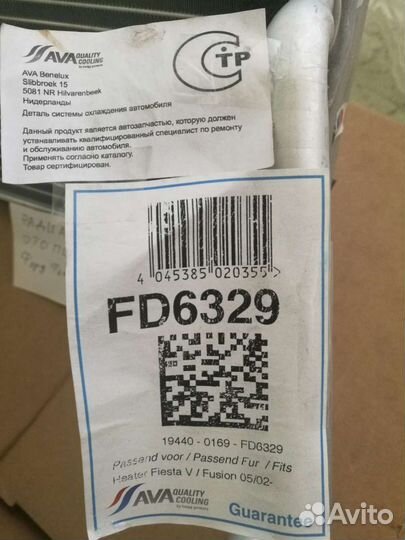 AVA QUALITY
COOLING
AVA Benelux
Slibbroek 15
5081 NR Hilvarenbeek
Нидерланды
СТР
Деталь системы охлаждения автомобиля
Данный продукт является автозапчастью, которую должен
устанавливать квалифицированный специалист по ремонту
и обслуживанию автомобиля.
Применять согласно каталогу.
Товар сертифицирован.
4 045385 020355 >
FD6329
19440 - 0169 - FD6329
Passend voor / Passend Fur / Fits
Heater Fiesta V / Fusion 05/02-
AVA QUALITY
COOLING
Guarantee
Avito